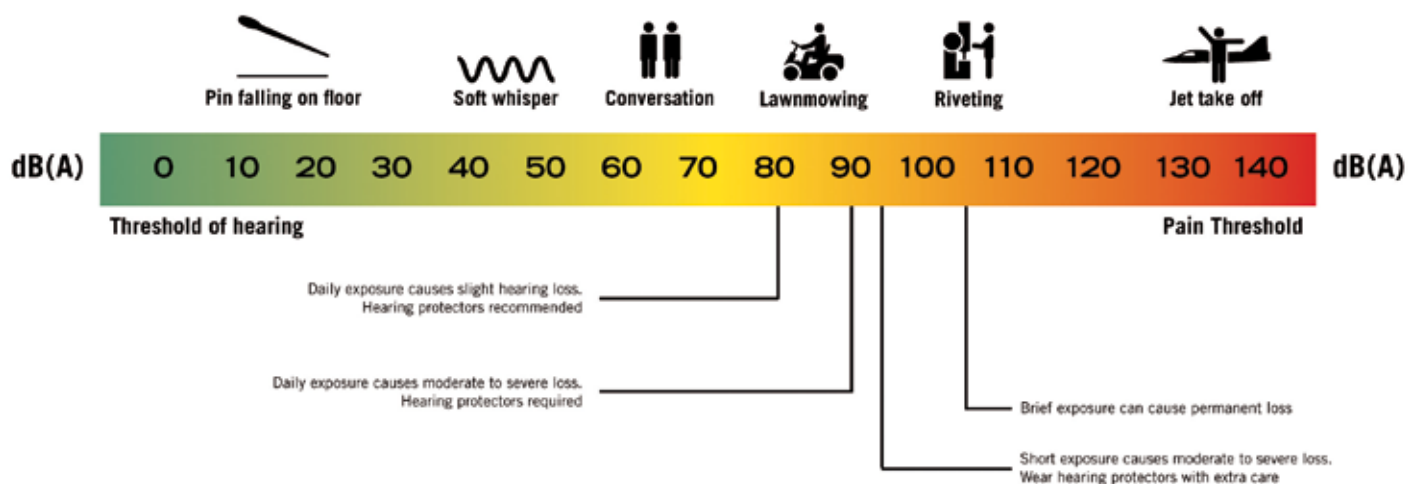 Pin falling on floor
Soft whisper
Conversation
Lawnmowing
Riveting
Jet take off
dB(A) 0 10 20 30 40 50 60 70 80 90 100 110 120 130 140 dB(A)
Threshold of hearing
Pain Threshold
Daily exposure causes slight hearing loss.
Hearing protectors recommended
Daily exposure causes moderate to severe loss.
Hearing protectors required
Brief exposure can cause permanent loss
Short exposure causes moderate to severe loss.
Wear hearing protectors with extra care